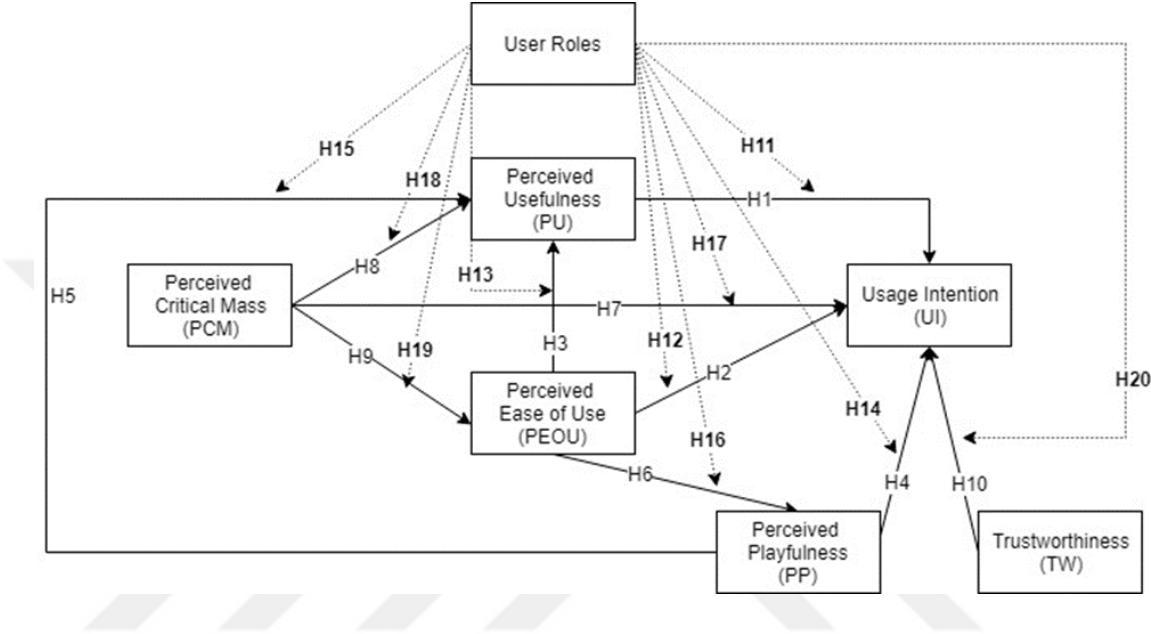 User Roles
H15
H11
H18
Perceived
Usefulness
(PU)
H1
H17
H13
H8
Perceived
Critical Mass
(PCM)
H5
H7
Usage Intention
(UI)
H9
H19
H3
H12
H2
H20
Perceived
Ease of Use
(PEOU)
H14
H16
H6
H4
H10
Perceived
Playfulness
(PP)
Trustworthiness
(TW)